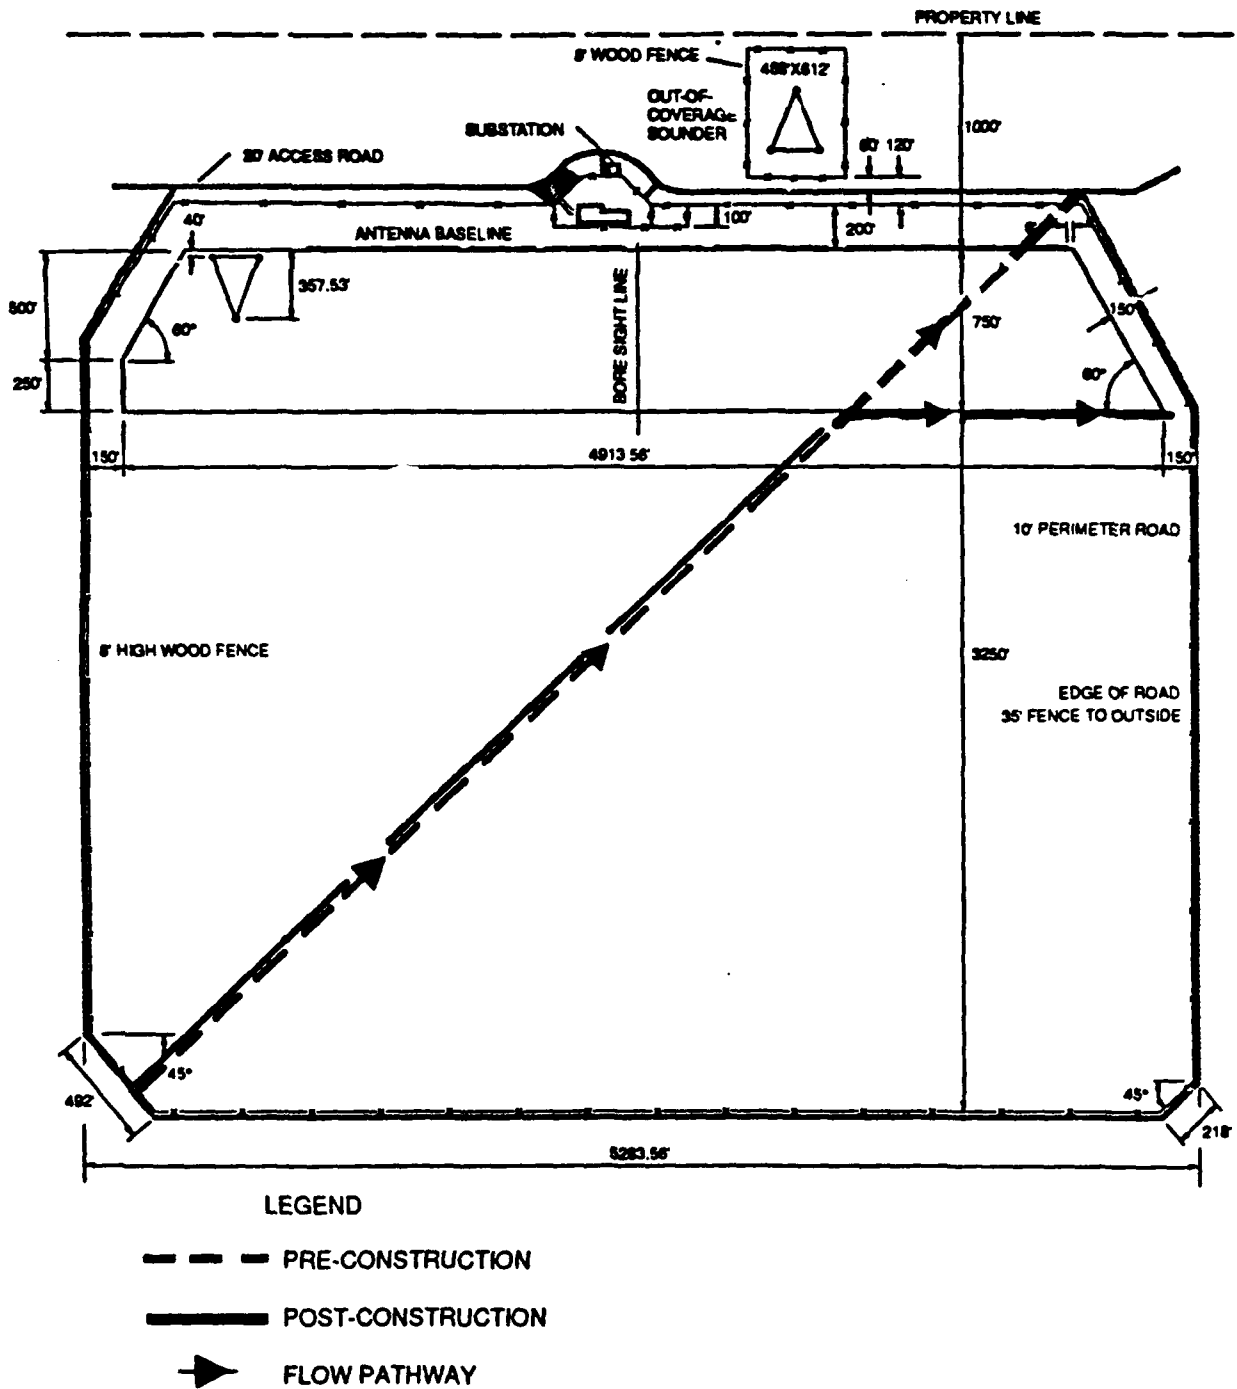 PROPERTY LINE
8' WOOD FENCE
488'X612'
OUT-OF-
COVERAGE
SOUNDER
SUBSTATION
1000'
60' 120'
20' ACCESS ROAD
40'
100'
ANTENNA BASELINE
200'
357.53'
500'
60°
BORE SIGHT LINE
750'
150'
250'
60°
150'
4913.56'
150'
10' PERIMETER ROAD
8' HIGH WOOD FENCE
3250'
EDGE OF ROAD
35' FENCE TO OUTSIDE
45°
492'
45°
218'
5283.56'
LEGEND
PRE-CONSTRUCTION
POST-CONSTRUCTION
FLOW PATHWAY